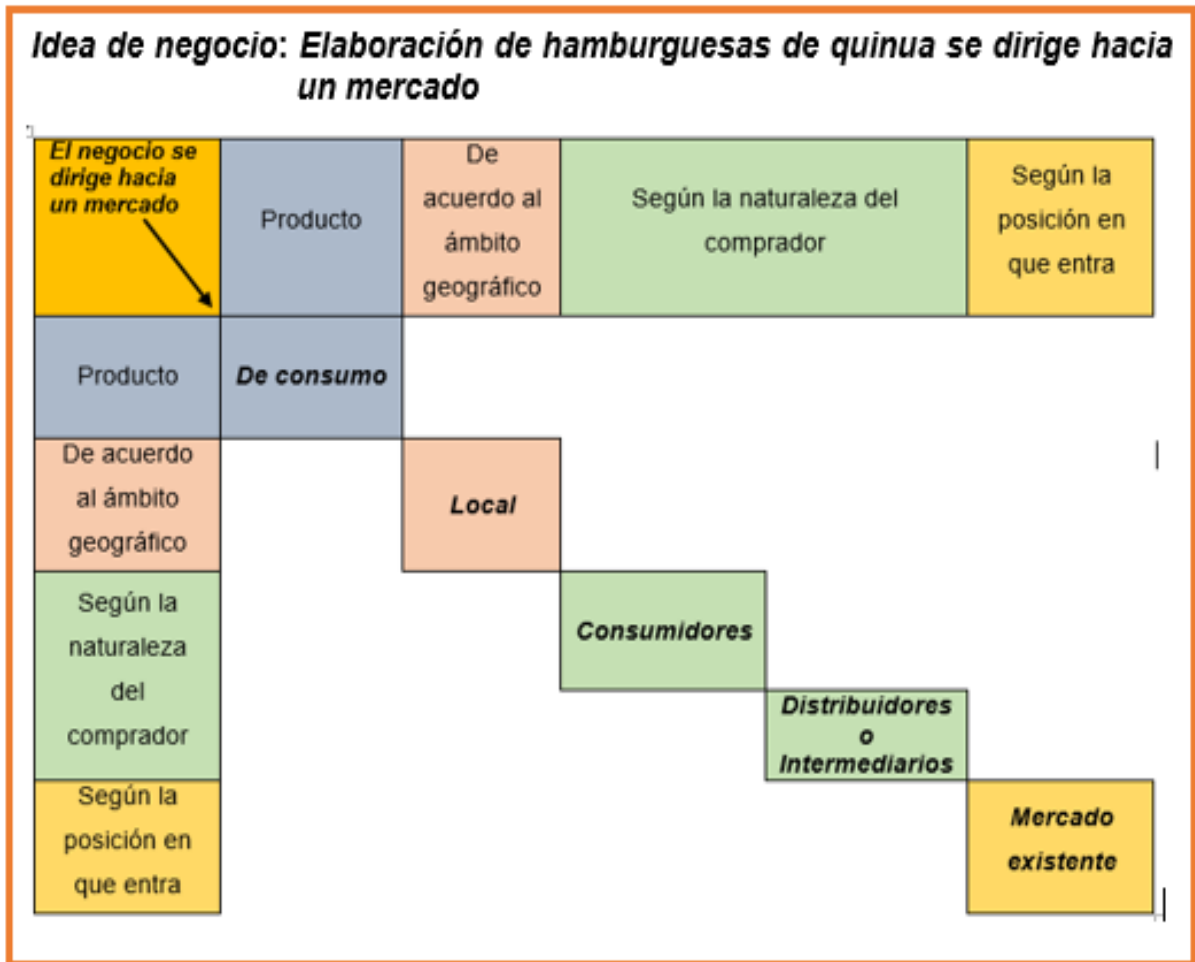 Idea de negocio: Elaboración de hamburguesas de quinua se dirige hacia
un mercado
El negocio se
dirige hacia
un mercado
Producto
De
acuerdo al
ámbito
geográfico
Según la naturaleza del
comprador
Según la
posición en
que entra
Producto
De consumo
De acuerdo
al ámbito
geográfico
Local
Según la
naturaleza
del
comprador
Consumidores
Distribuidores
o
Intermediarios
Según la
posición en
que entra
Mercado
existente